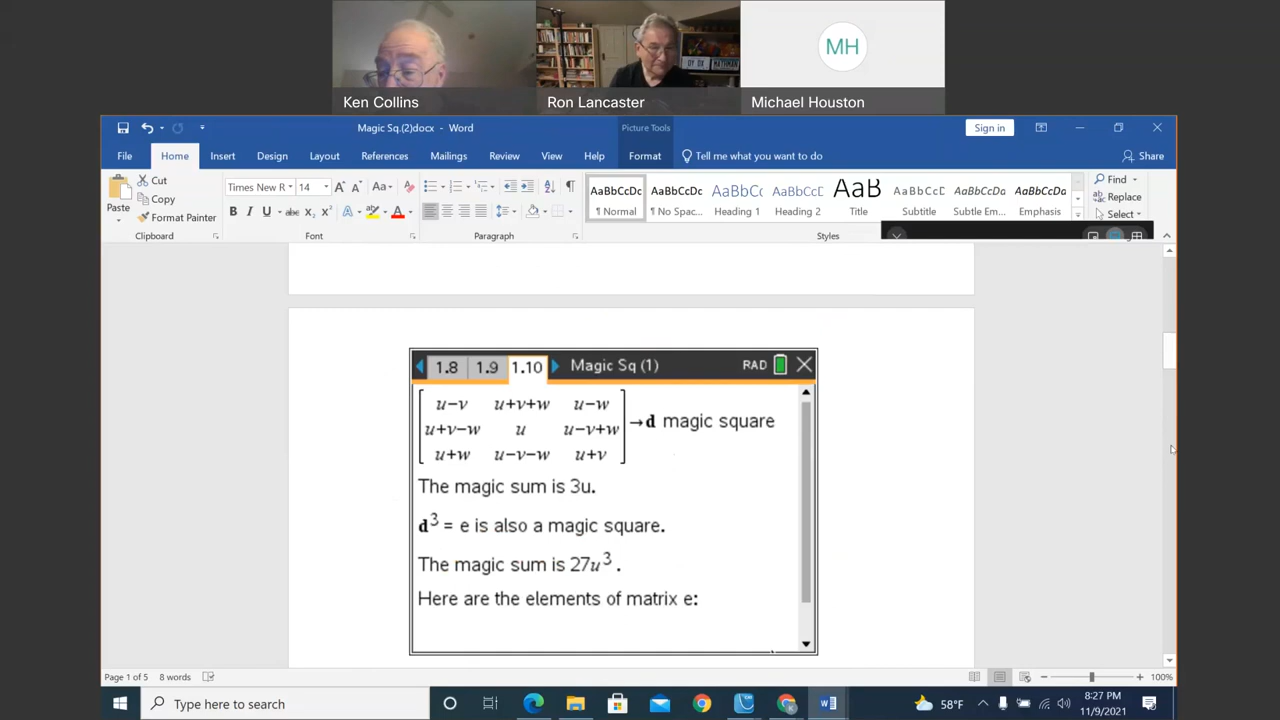 MH
Ken Collins
Ron Lancaster
Michael Houston
Magic Sq.(2)docx - Word
Picture Tools
Sign in
File
Home
Insert
Design
Layout
References
Mailings
Review
View
Help
Format
Tell me what you want to do
Share
Paste
Cut
Copy
Format Painter
Clipboard
Times New R
14
Font
Paragraph
AaBbCcDc
¶ Normal
AaBbCcDc
¶ No Spac...
AaBbCc
Heading 1
AaBbCcI
Heading 2
AaB
Title
AaBbCcDc
Subtitle
AaBbCcDc
Subtle Em...
AaBbCcDc
Emphasis
Styles
Find
Replace
Select
1.8 1.9 1.10 Magic Sq (1) RAD
u−v u+v+w u−w
u+v−w u u−v+w →d magic square
u+w u−v−w u+v
The magic sum is 3u.
d³ = e is also a magic square.
The magic sum is 27u³ .
Here are the elements of matrix e:
Page 1 of 5 8 words
100%
Type here to search
58°F
8:27 PM
11/9/2021